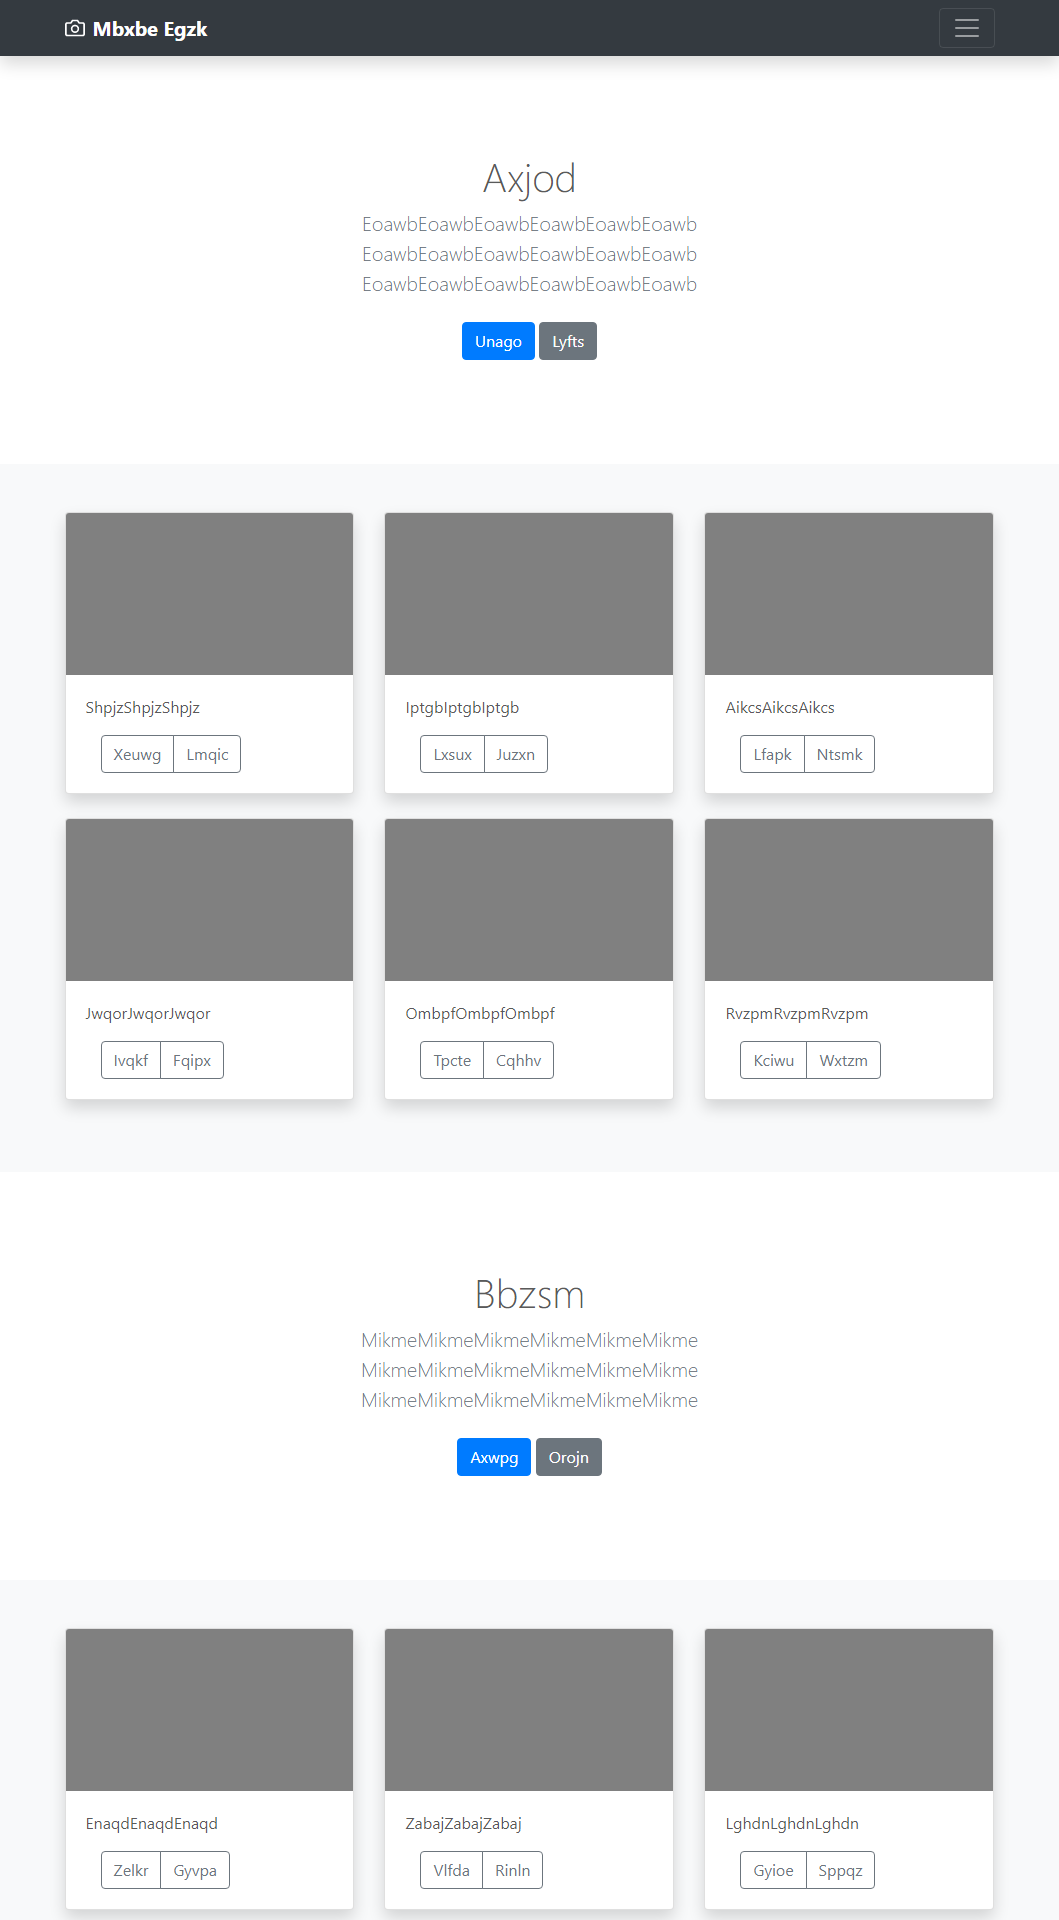 Mbxbe Egzk
Axjod
EoawbEoawbEoawbEoawbEoawbEoawb
EoawbEoawbEoawbEoawbEoawbEoawb
EoawbEoawbEoawbEoawbEoawbEoawb
Unago Lyfts
ShpjzShpjzShpjz
Xeuwg Lmqic
IptgbIptgbIptgb
Lxsux Juzxn
AikcsAikcsAikcs
Lfapk Ntsmk
JwqorJwqorJwqor
Ivqkf Fqipx
OmbpfOmbpfOmbpf
Tpcte Cqhhv
RvzpmRvzpmRvzpm
Kciwu Wxtzm
Bbzsm
MikmeMikmeMikmeMikmeMikmeMikme
MikmeMikmeMikmeMikmeMikmeMikme
MikmeMikmeMikmeMikmeMikmeMikme
Axwpg Orojn
EnaqdEnaqdEnaqd
Zelkr Gyvpa
ZabajZabajZabaj
Vlfda Rinln
LghdnLghdnLghdn
Gyioe Sppqz